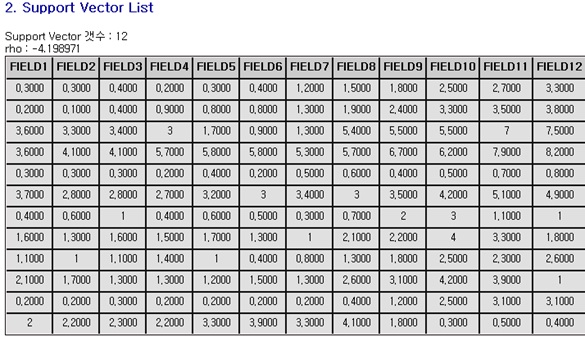 2. Support Vector List
Support Vector 갯수 : 12
rho : -4.198971
FIELD1 FIELD2 FIELD3 FIELD4 FIELD5 FIELD6 FIELD7 FIELD8 FIELD9 FIELD10 FIELD11 FIELD12
0.3000 0.3000 0.4000 0.2000 0.3000 0.4000 1.2000 1.5000 1.8000 2.5000 2.7000 3.3000
0.2000 0.1000 0.4000 0.9000 0.8000 0.8000 1.3000 1.9000 2.4000 3.3000 3.5000 3.8000
3.6000 3.3000 3.4000 3 1.7000 0.9000 1.3000 5.4000 5.5000 5.5000 7 7.5000
3.6000 4.1000 4.1000 5.7000 5.8000 5.8000 5.3000 5.7000 6.7000 6.2000 7.9000 8.2000
0.3000 0.3000 0.3000 0.2000 0.4000 0.2000 0.5000 0.6000 0.4000 0.5000 0.7000 0.8000
3.7000 2.8000 2.8000 2.7000 3.2000 3 3.4000 3 3.5000 4.2000 5.1000 4.9000
0.4000 0.6000 1 0.4000 0.6000 0.5000 0.3000 0.7000 2 3 1.1000 1
1.6000 1.3000 1.6000 1.5000 1.7000 1.3000 1 2.1000 2.2000 4 3.3000 1.8000
1.1000 1 1.1000 1.4000 1 0.4000 0.8000 1.3000 1.8000 2.5000 2.3000 2.6000
2.1000 1.7000 1.3000 1.3000 1.2000 1.5000 1.3000 2.6000 3.1000 4.2000 3.9000 1
0.2000 0.2000 0.3000 0.2000 0.2000 0.2000 0.2000 0.4000 1.2000 2.5000 3.1000 3.1000
2 2.2000 2.3000 2.2000 3.3000 3.9000 3.3000 4.1000 1.8000 0.3000 0.5000 0.4000